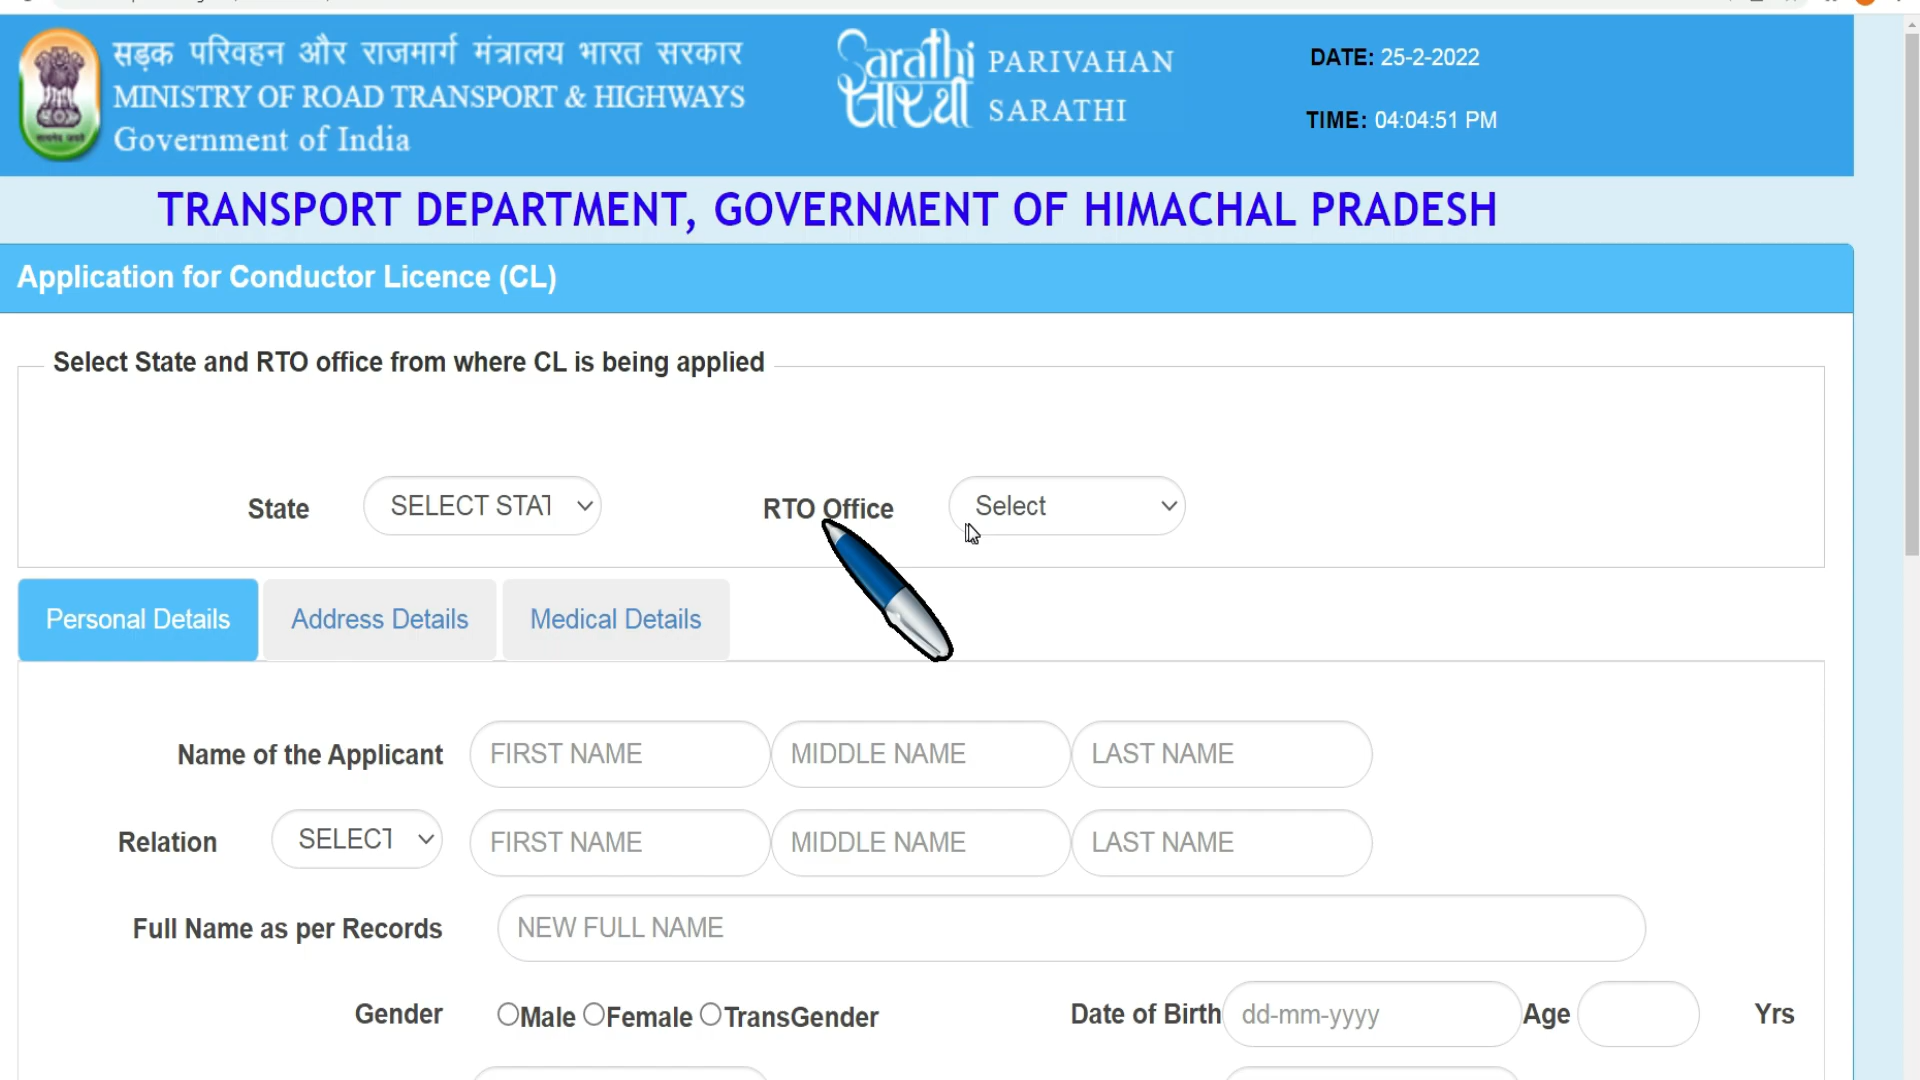 सड़क परिवहन और राजमार्ग मंत्रालय भारत सरकार
MINISTRY OF ROAD TRANSPORT & HIGHWAYS
Government of India
Sarathi
सारथी
PARIVAHAN
SARATHI
DATE: 25-2-2022
TIME: 04:04:51 PM
TRANSPORT DEPARTMENT, GOVERNMENT OF HIMACHAL PRADESH
Application for Conductor Licence (CL)
Select State and RTO office from where CL is being applied
State SELECT STAT RTO Office Select
Personal Details Address Details Medical Details
Name of the Applicant FIRST NAME MIDDLE NAME LAST NAME
Relation SELECT FIRST NAME MIDDLE NAME LAST NAME
Full Name as per Records NEW FULL NAME
Gender Male Female TransGender Date of Birth dd-mm-yyyy Age Yrs